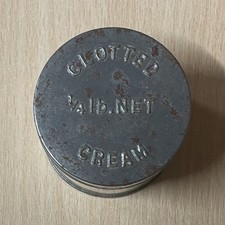 CLOTTED
¼ lb. NET
CREAM